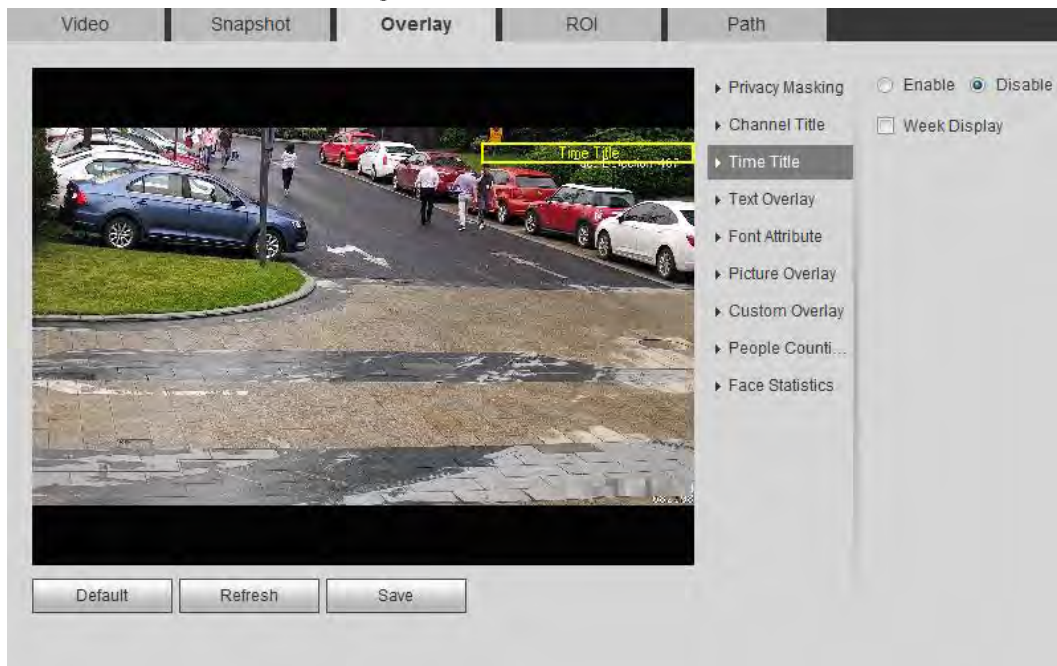 Video Snapshot Overlay ROI Path
Privacy Masking Enable Disable
Channel Title Week Display
Time Title
Time Title
Text Overlay
Font Attribute
Picture Overlay
Custom Overlay
People Counti...
Face Statistics
Default Refresh Save